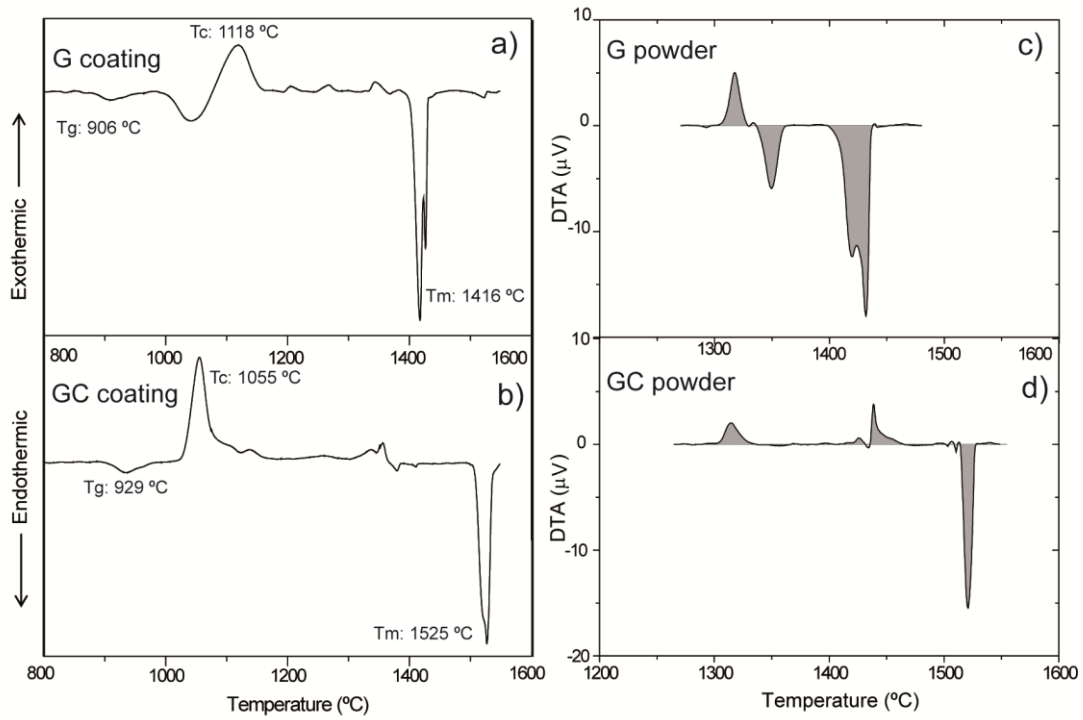 G coating
Tc: 1118 ºC
a)
Tg: 906 ºC
Tm: 1416 ºC
Exothermic
800 1000 1200 1400 1600
GC coating
Tc: 1055 ºC
b)
Tg: 929 ºC
Tm: 1525 ºC
Endothermic
800 1000 1200 1400 1600
Temperature (ºC)
10
G powder
c)
0
DTA (µV)
-10
10
1300 1400 1500 1600
10
GC powder
d)
0
DTA (µV)
-10
-20
1200 1300 1400 1500 1600
Temperature (ºC)